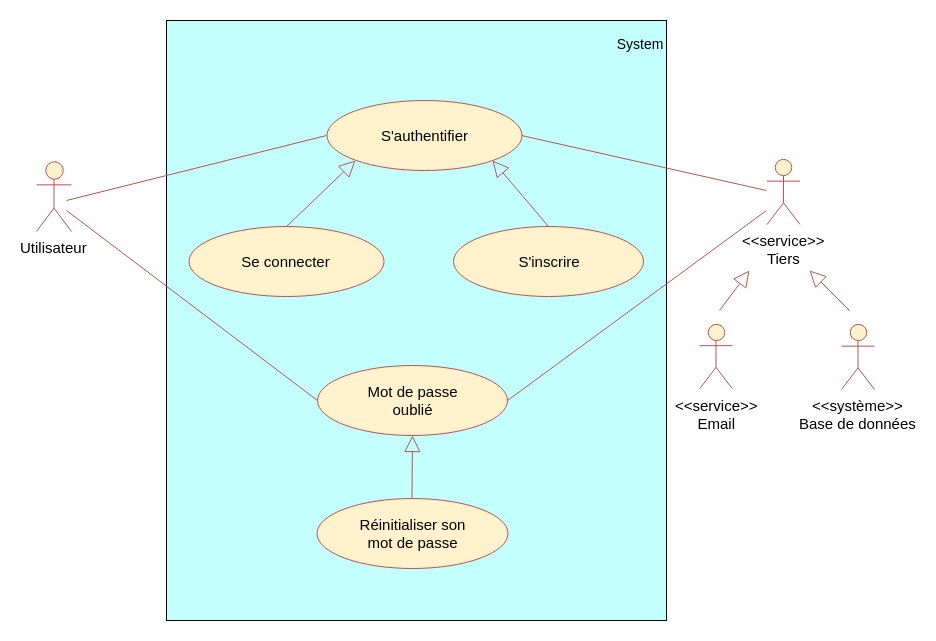 System
S'authentifier
Utilisateur
<<service>>
Tiers
Se connecter
S'inscrire
Mot de passe
oublié
<<service>>
Email
<<système>>
Base de données
Réinitialiser son
mot de passe